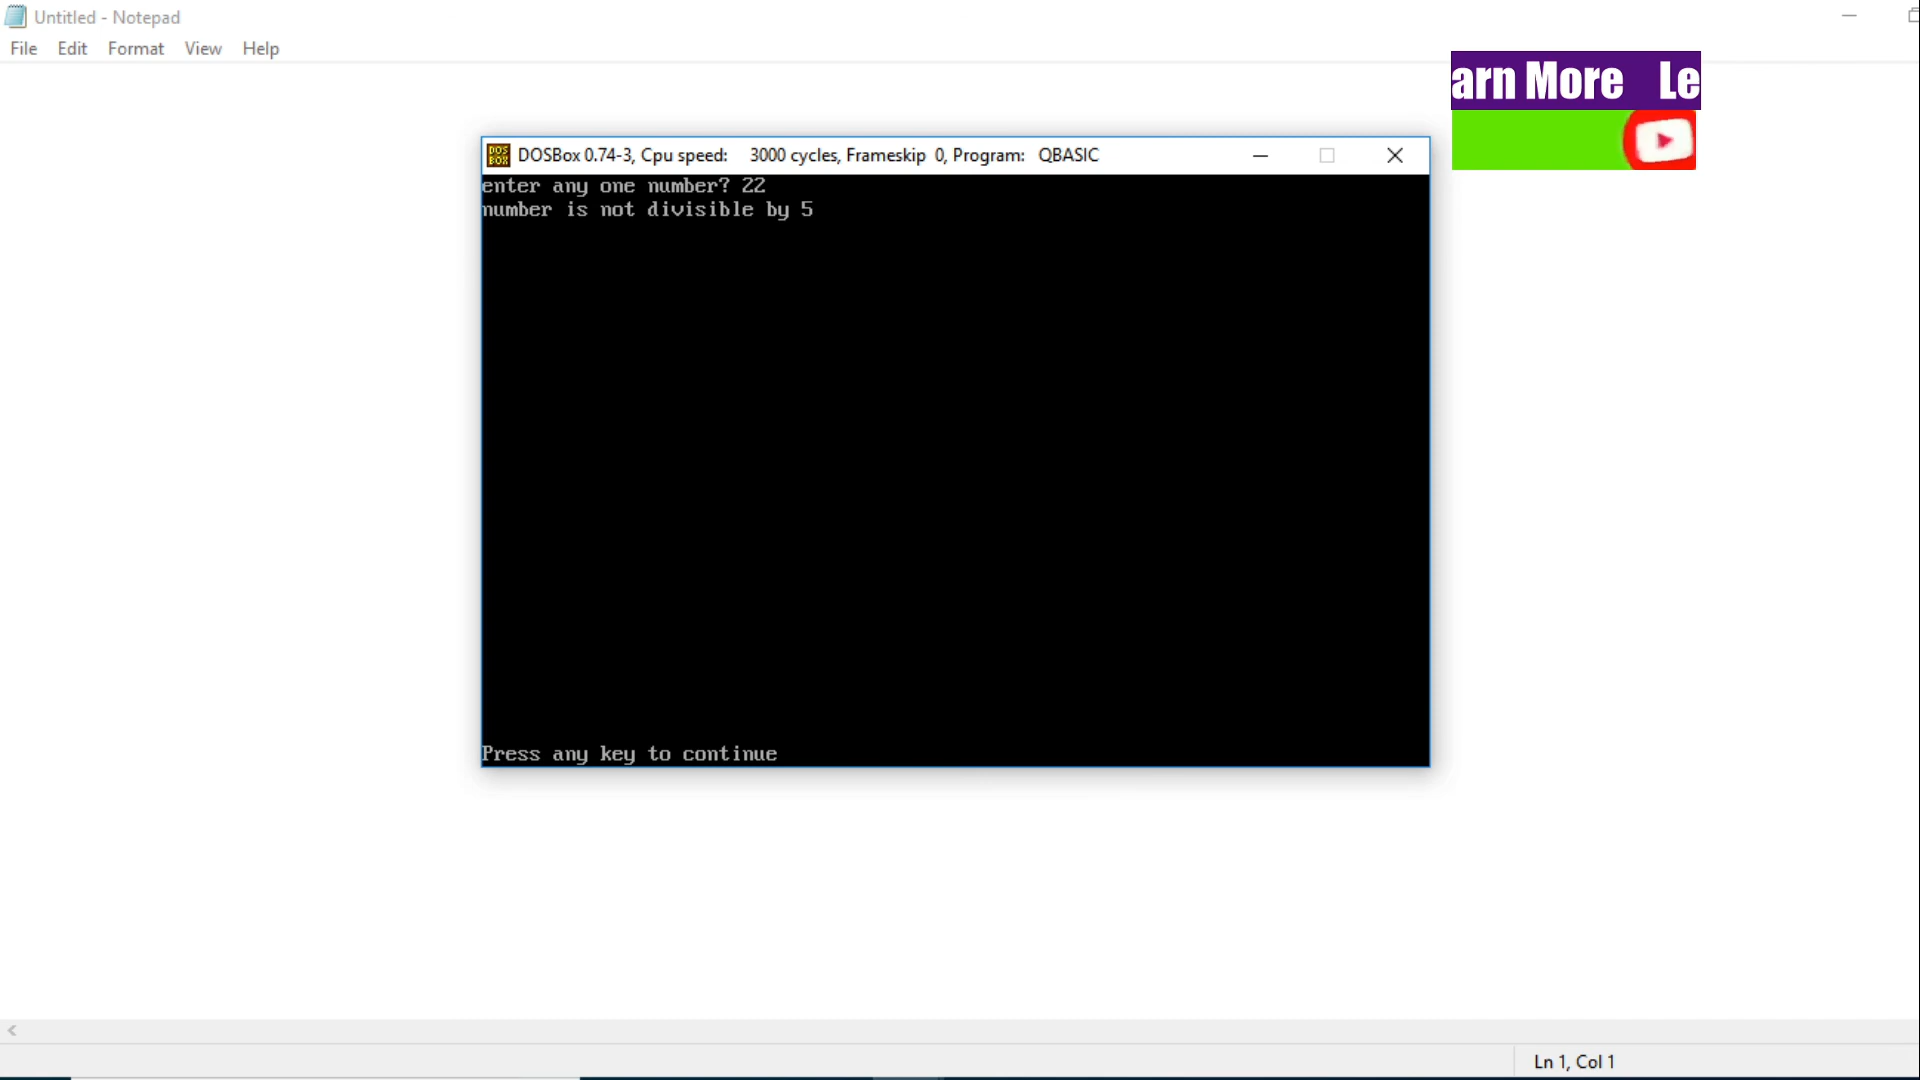 Untitled - Notepad
File Edit Format View Help
arn More Le
DOS BOX
DOSBox 0.74-3, Cpu speed: 3000 cycles, Frameskip 0, Program: QBASIC
enter any one number? 22
number is not divisible by 5
Press any key to continue
Ln 1, Col 1